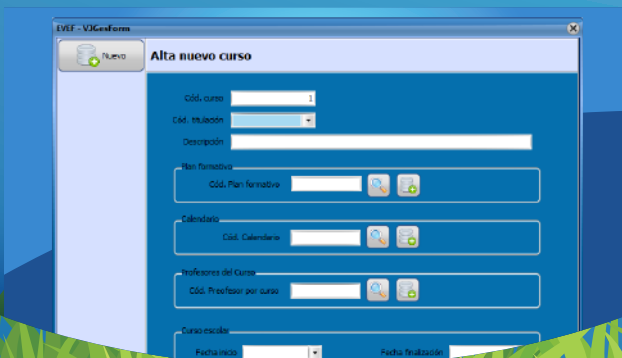 EVEF - VJGesForm
Nuevo
Alta nuevo curso
Cód. curso 1
Cód. titulación
Descripción
Plan formativo
Cód. Plan formativo
Calendario
Cód. Calendario
Profesores del Curso
Cód. Preofesor por curso
Curso escolar
Fecha inicio Fecha finalización